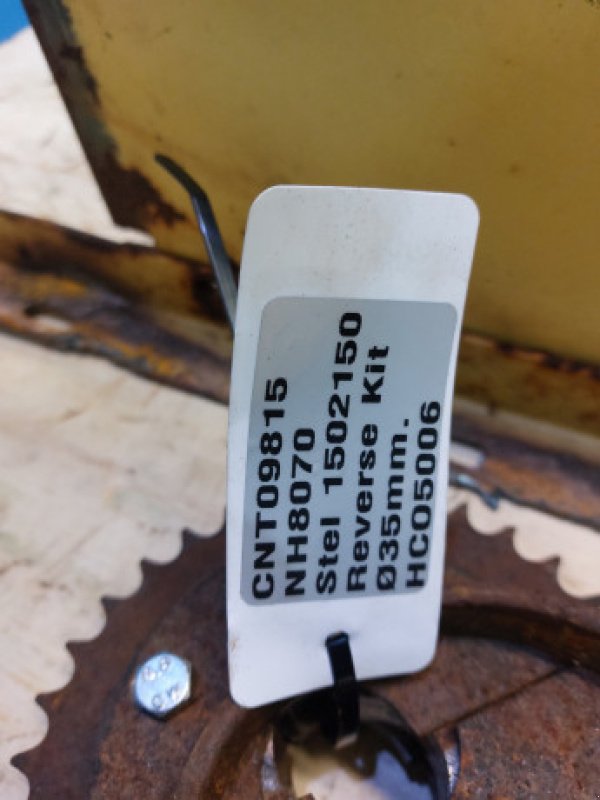 CNT09815
NH8070
Stel 1502150
Reverse Kit
Ø35mm.
HC05006